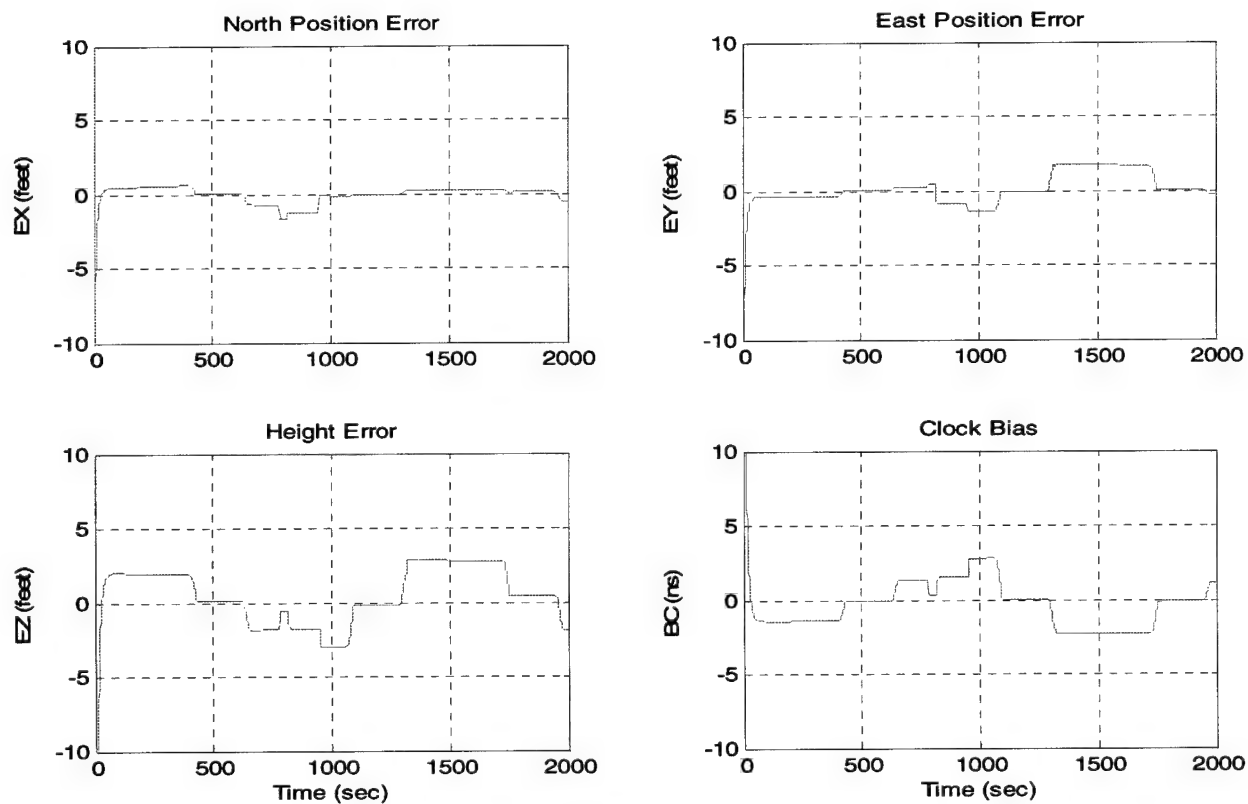 North Position Error
10
5
0
-5
-10
EX (feet)
0 500 1000 1500 2000
East Position Error
10
5
0
-5
-10
EY (feet)
0 500 1000 1500 2000
Height Error
10
5
0
-5
-10
EZ (feet)
0 500 1000 1500 2000
Time (sec)
Clock Bias
10
5
0
-5
-10
BC (ns)
0 500 1000 1500 2000
Time (sec)